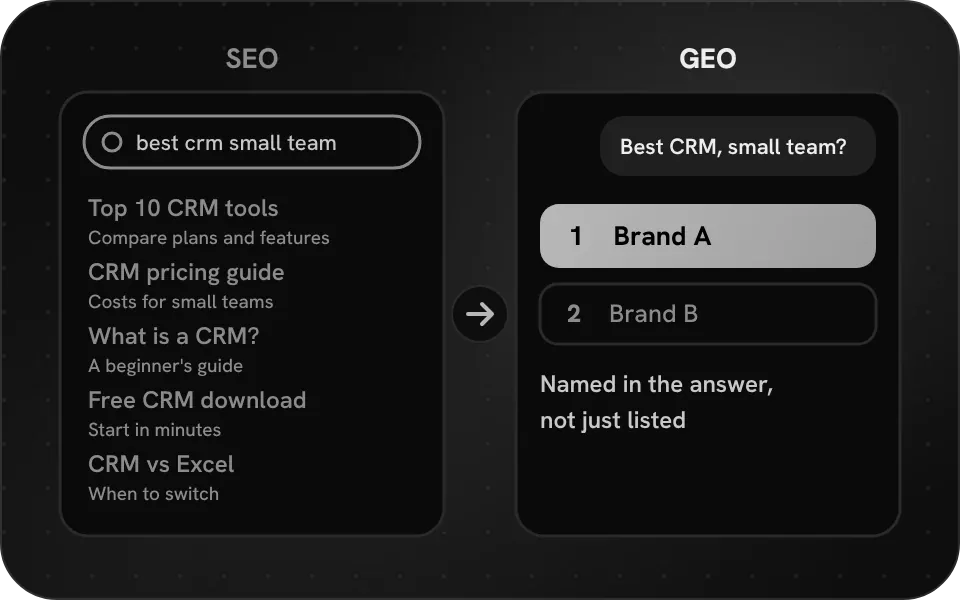 SEO
best crm small team
Top 10 CRM tools
Compare plans and features
CRM pricing guide
Costs for small teams
What is a CRM?
A beginner's guide
Free CRM download
Start in minutes
CRM vs Excel
When to switch
GEO
Best CRM, small team?
1 Brand A
2 Brand B
Named in the answer,
not just listed